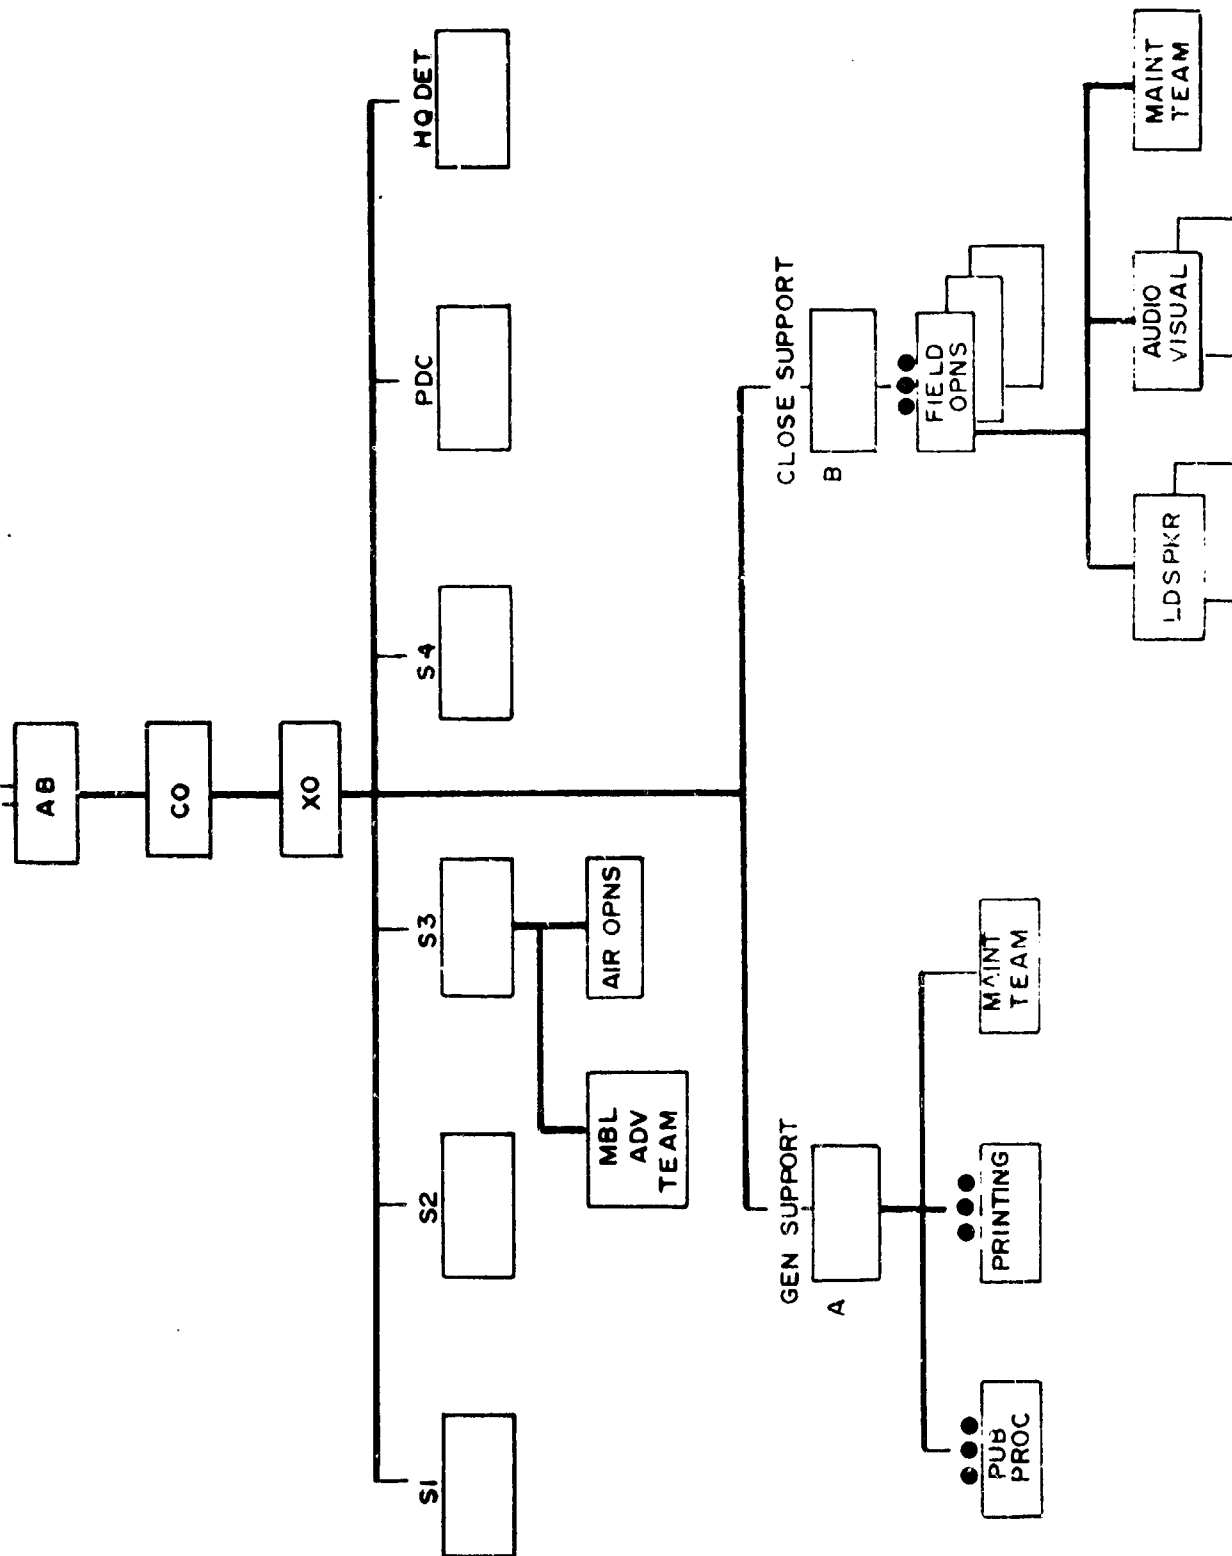 AB
CO
XO
S1
S2
S3
S4
PDC
HQ DET
MBL
ADV
TEAM
AIR OPNS
GEN SUPPORT
A
CLOSE SUPPORT
B
PUB
PROC
PRINTING
MAINT
TEAM
FIELD
OPNS
LDSPKR
AUDIO
VISUAL
MAINT
TEAM